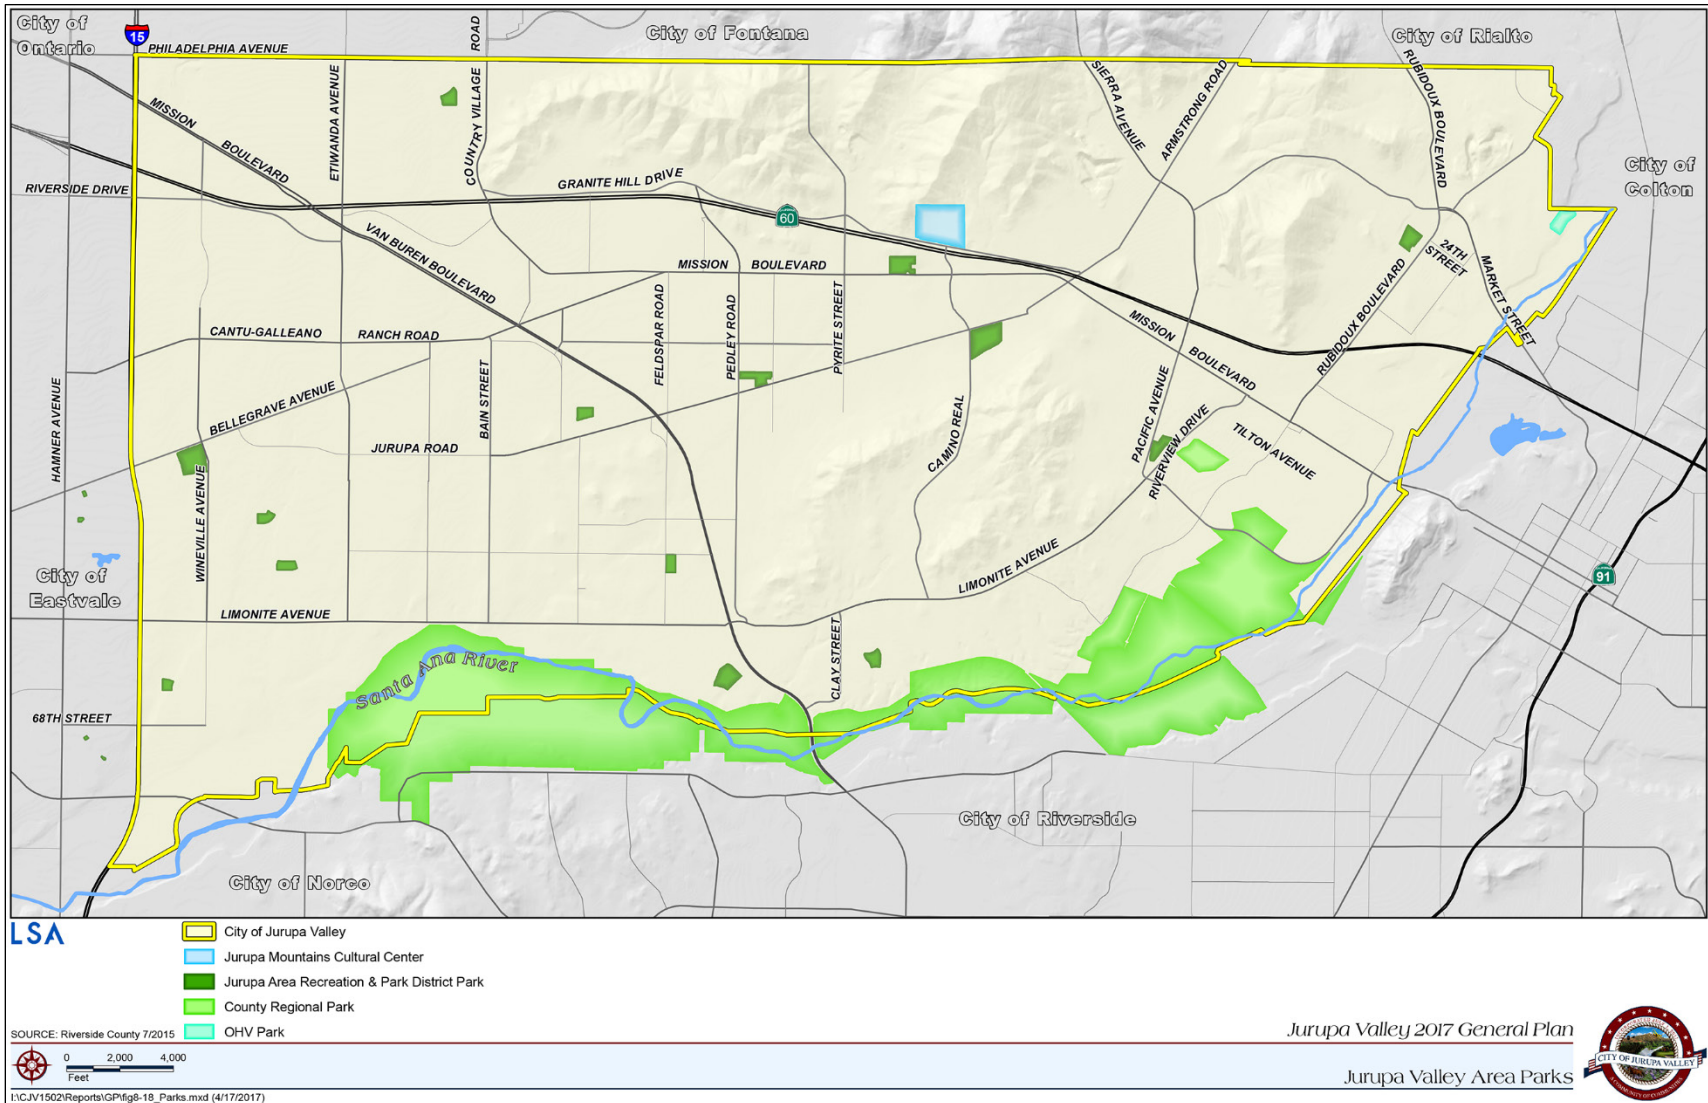 City of
Ontario
15
PHILADELPHIA AVENUE
ROAD
City of Fontana
City of Rialto
MISSION
BOULEVARD
ETIWANDA AVENUE
COUNTRY VILLAGE
SIERRA AVENUE
ARMSTRONG ROAD
RUBIDOUX BOULEVARD
City of
Colton
RIVERSIDE DRIVE
GRANITE HILL DRIVE
60
VAN BUREN BOULEVARD
MISSION BOULEVARD
24TH
STREET
MARKET STREET
RUBIDOUX BOULEVARD
CANTU-GALLEANO RANCH ROAD
FELDSPAR ROAD
PEDLEY ROAD
PYRITE STREET
MISSION
BOULEVARD
HAMNER AVENUE
BELLEGRAVE AVENUE
BAIN STREET
JURUPA ROAD
CAMINO REAL
PACIFIC AVENUE
RIVERVIEW DRIVE
TILTON AVENUE
WINEVILLE AVENUE
City of
Eastvale
LIMONITE AVENUE
LIMONITE AVENUE
91
CLAY STREET
Santa Ana River
68TH STREET
City of Riverside
City of Norco
LSA
City of Jurupa Valley
Jurupa Mountains Cultural Center
Jurupa Area Recreation & Park District Park
County Regional Park
OHV Park
SOURCE: Riverside County 7/2015
0 2,000 4,000
Feet
I:\CJV1502\Reports\GP\fig8-18_Parks.mxd (4/17/2017)
Jurupa Valley 2017 General Plan
Jurupa Valley Area Parks
CITY OF JURUPA VALLEY